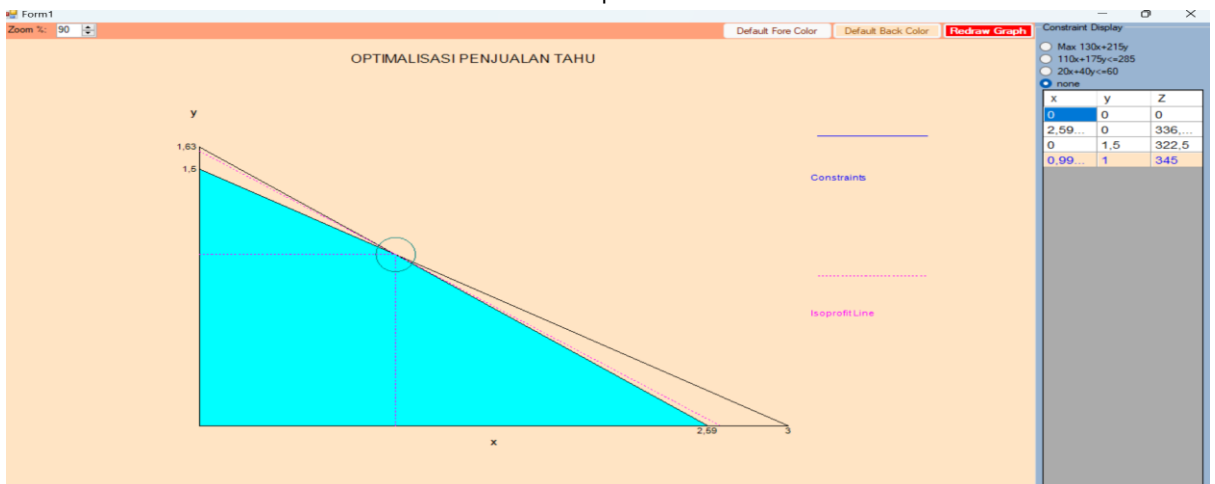 Form1
Zoom %: 90 Default Fore Color Default Back Color Redraw Graph
Constraint Display
Max 130x+215y
110x+175y<=285
20x+40y<=60
none
x y Z
0 0 0
2,59... 0 336,...
0 1,5 322,5
0,99... 1 345
OPTIMALISASI PENJUALAN TAHU
y
1,63
1,5
Constraints
Isoprofit Line
2,59
3
x